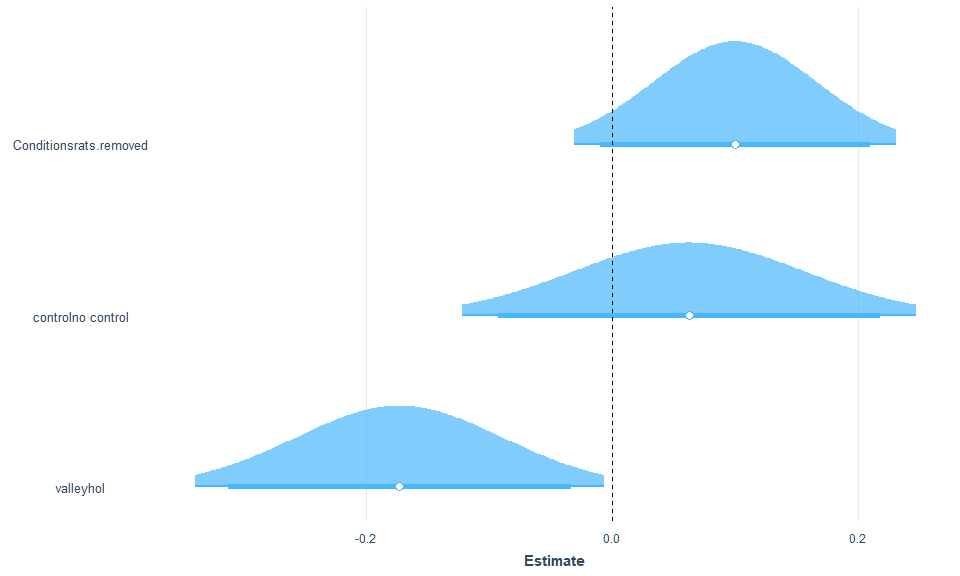 Conditionsrats.removed
controlno control
valleyhol
-0.2
0.0
0.2
Estimate